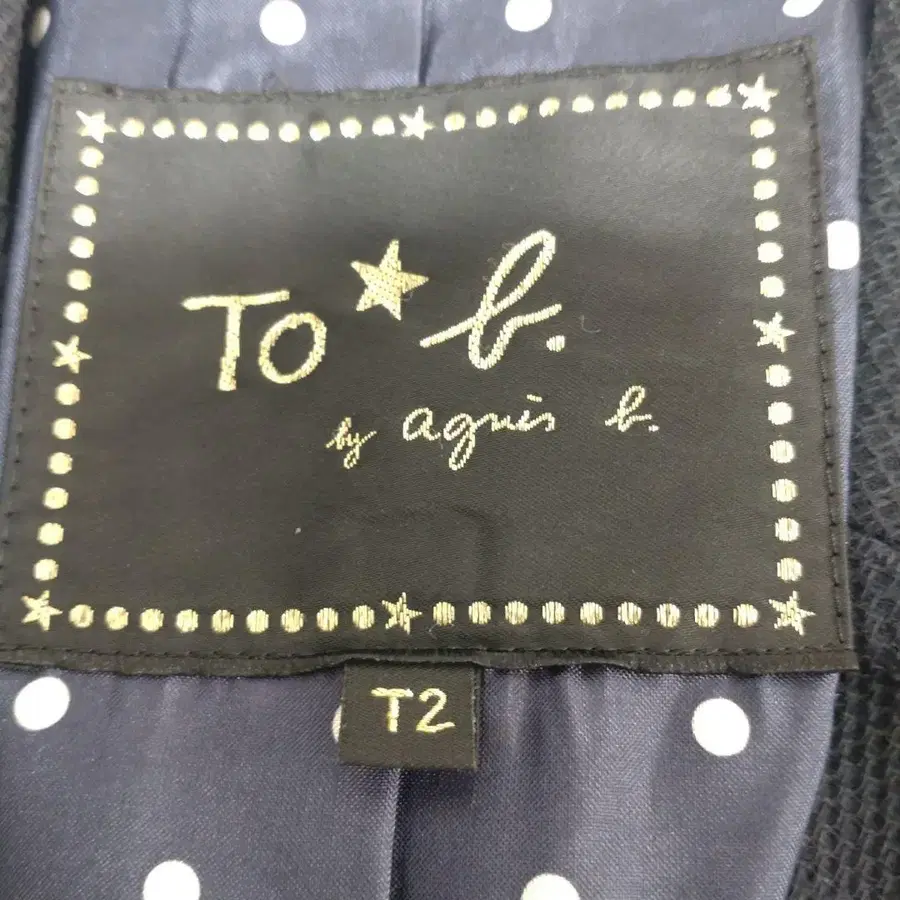 To★b.
by agnès b.
T2